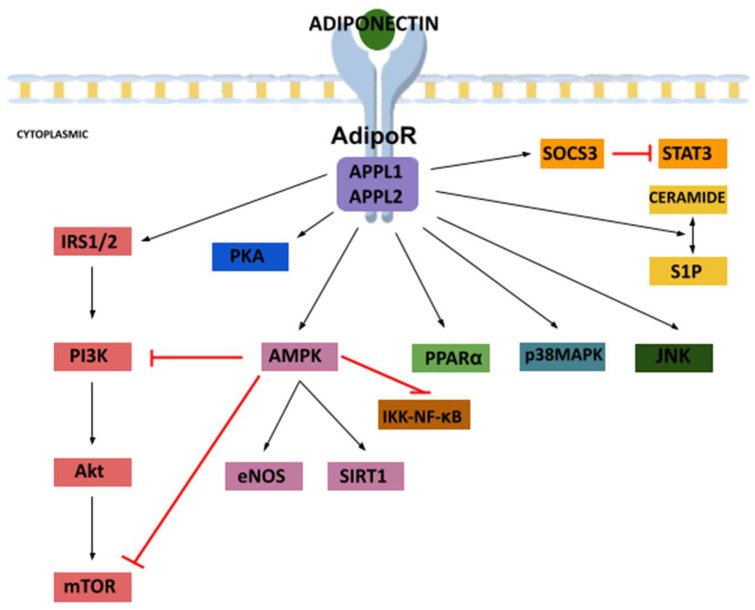 ADIPONECTIN
CYTOPLASMIC
AdipoR
APPL1
APPL2
SOCS3
STAT3
CERAMIDE
S1P
IRS1/2
PKA
PI3K
AMPK
PPARα
p38MAPK
JNK
IKK-NF-κB
Akt
eNOS
SIRT1
mTOR